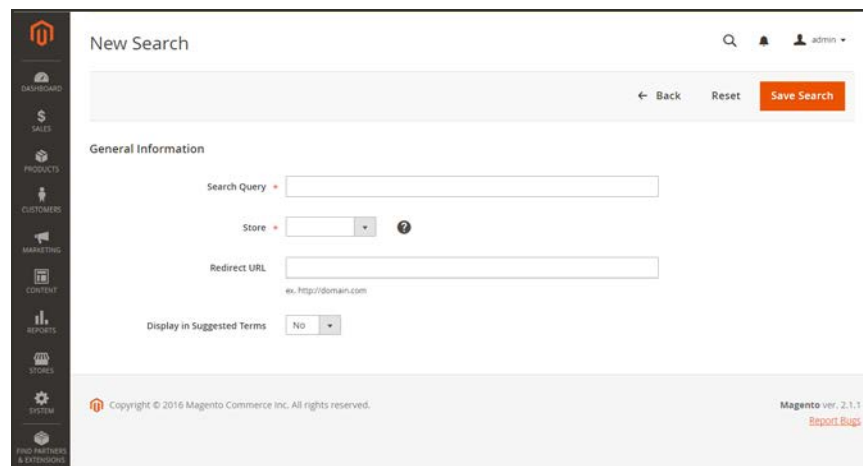 New Search
admin
← Back
Reset
Save Search
General Information
Search Query *
Store *
Redirect URL
ex. http://domain.com
Display in Suggested Terms
No
DASHBOARD
$
SALES
PRODUCTS
CUSTOMERS
MARKETING
CONTENT
REPORTS
STORES
SYSTEM
FIND PARTNERS
& EXTENSIONS
Copyright © 2016 Magento Commerce Inc. All rights reserved.
Magento ver. 2.1.1
Report Bugs